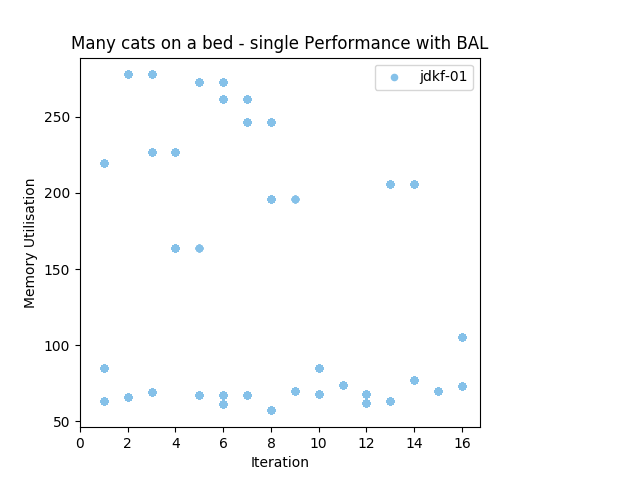 Many cats on a bed - single Performance with BAL
jdkf-01
Memory Utilisation
250
200
150
100
50
0 2 4 6 8 10 12 14 16
Iteration